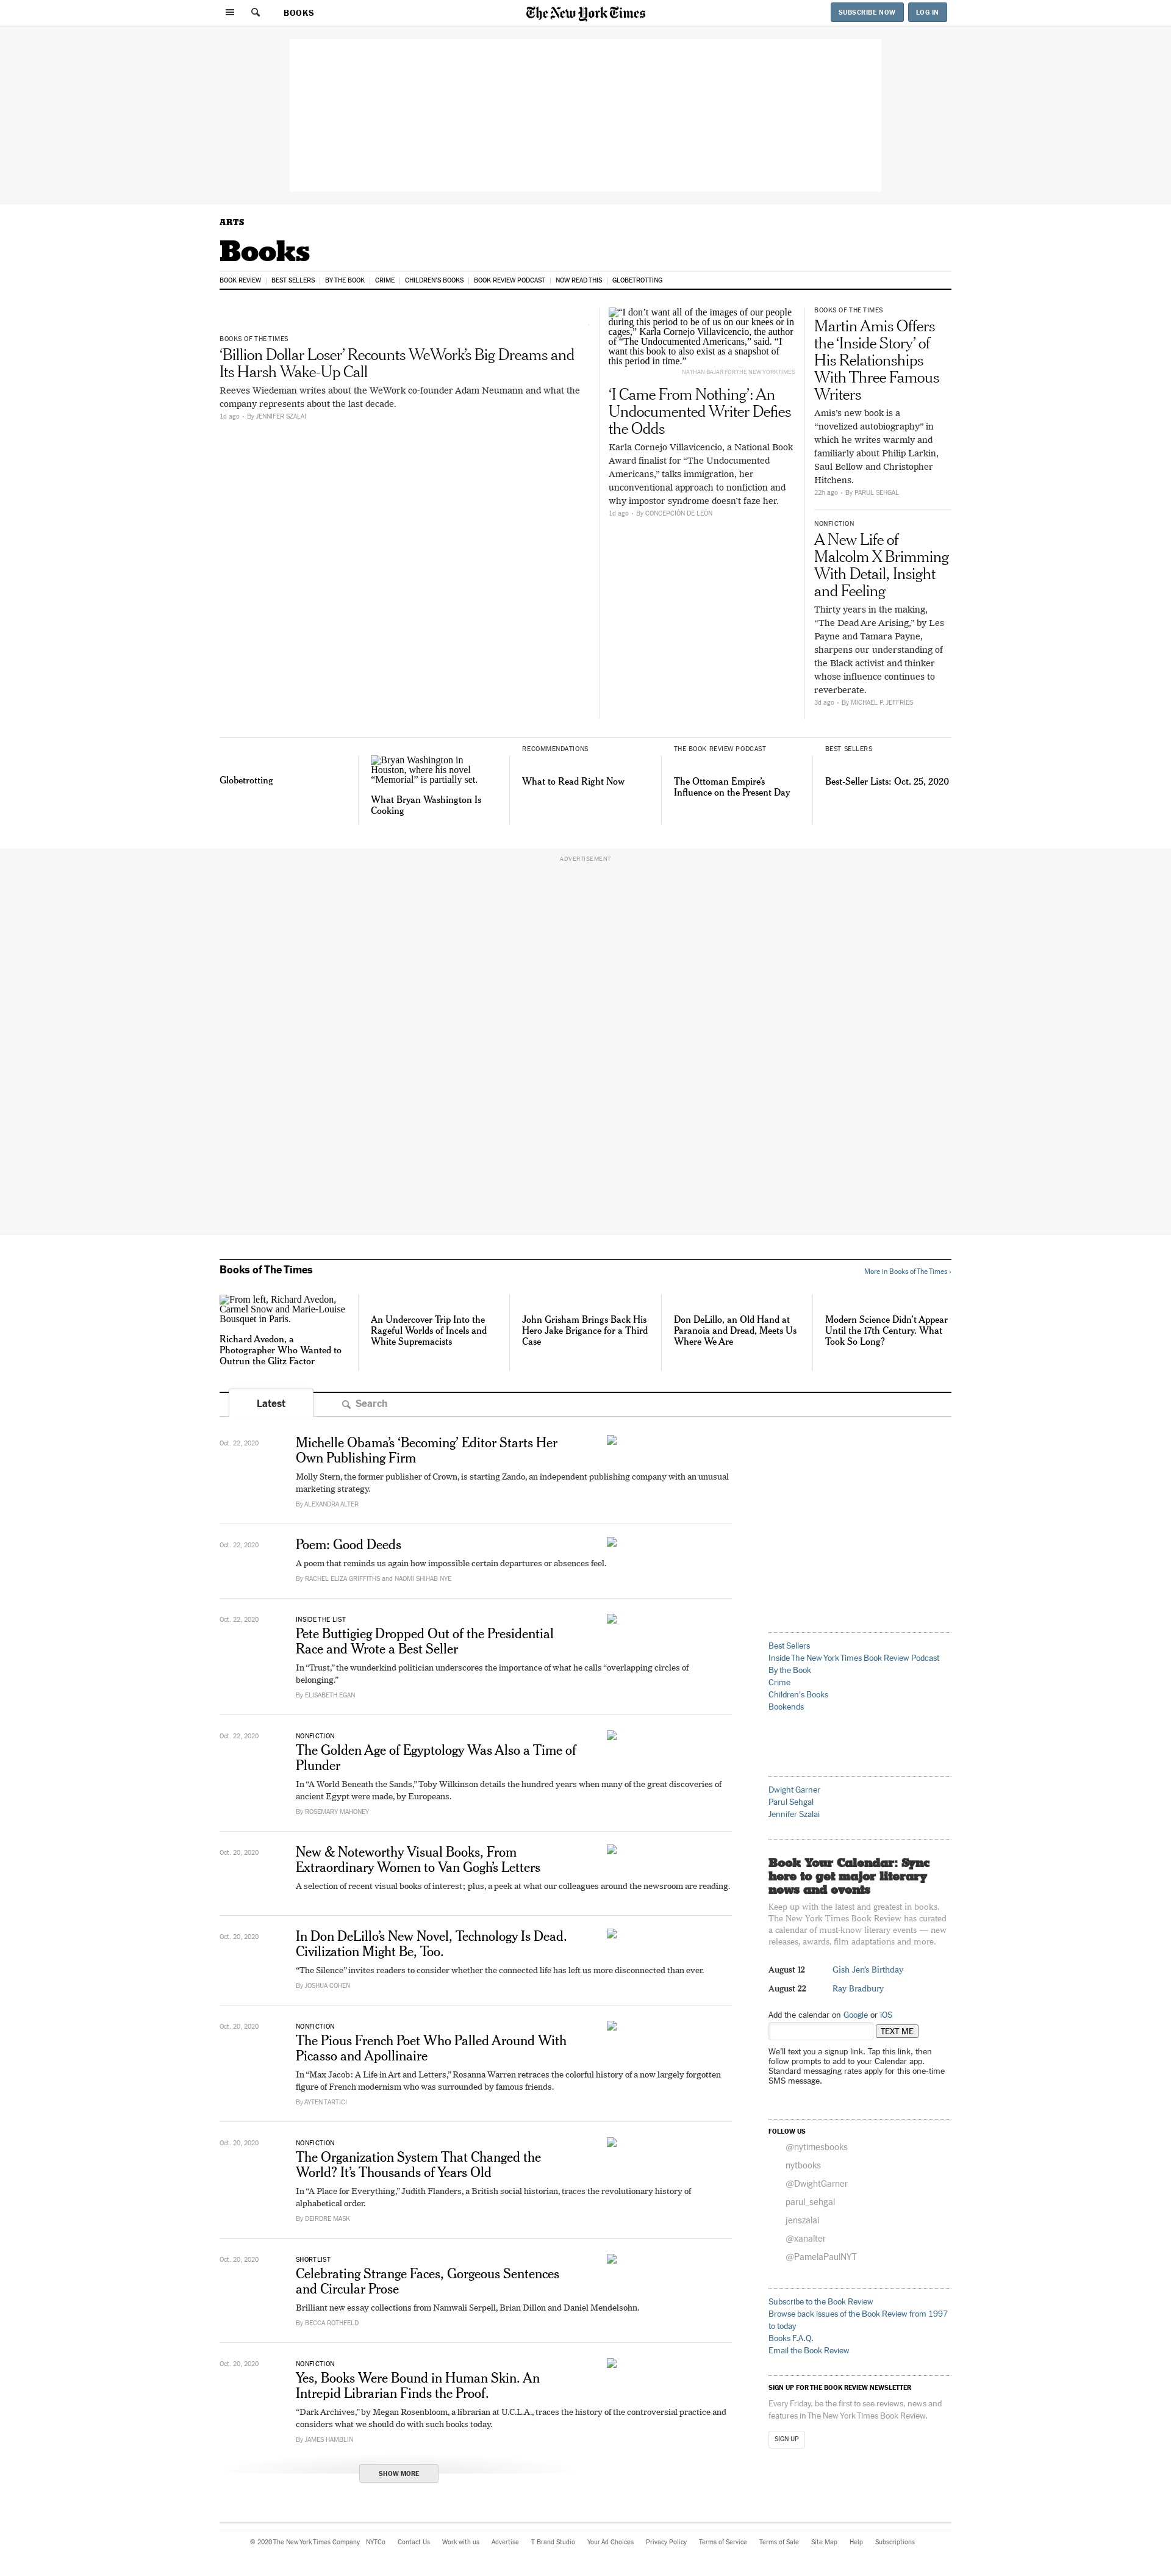 BOOKS
The New York Times
SUBSCRIBE NOW
LOG IN
ARTS
Books
BOOK REVIEW
BEST SELLERS
BY THE BOOK
CRIME
CHILDREN'S BOOKS
BOOK REVIEW PODCAST
NOW READ THIS
GLOBETROTTING
BOOKS OF THE TIMES
‘Billion Dollar Loser’ Recounts WeWork’s Big Dreams and
Its Harsh Wake-Up Call
Reeves Wiedeman writes about the WeWork co-founder Adam Neumann and what the
company represents about the last decade.
1d ago • By JENNIFER SZALAI
“I don’t want all of the images of our people
during this period to be of us on our knees or in
cages,” Karla Cornejo Villavicencio, the author
of “The Undocumented Americans,” said. “I
want this book to also exist as a snapshot of
this period in time.”
NATHAN BAJAR FOR THE NEW YORK TIMES
‘I Came From Nothing’: An
Undocumented Writer Defies
the Odds
Karla Cornejo Villavicencio, a National Book
Award finalist for “The Undocumented
Americans,” talks immigration, her
unconventional approach to nonfiction and
why impostor syndrome doesn’t faze her.
1d ago • By CONCEPCIÓN DE LEÓN
BOOKS OF THE TIMES
Martin Amis Offers
the ‘Inside Story’ of
His Relationships
With Three Famous
Writers
Amis’s new book is a
“novelized autobiography” in
which he writes warmly and
familiarly about Philip Larkin,
Saul Bellow and Christopher
Hitchens.
22h ago • By PARUL SEHGAL
NONFICTION
A New Life of
Malcolm X Brimming
With Detail, Insight
and Feeling
Thirty years in the making,
“The Dead Are Arising,” by Les
Payne and Tamara Payne,
sharpens our understanding of
the Black activist and thinker
whose influence continues to
reverberate.
3d ago • By MICHAEL P. JEFFRIES
Globetrotting
Bryan Washington in
Houston, where his novel
“Memorial” is partially set.
What Bryan Washington Is
Cooking
RECOMMENDATIONS
What to Read Right Now
THE BOOK REVIEW PODCAST
The Ottoman Empire’s
Influence on the Present Day
BEST SELLERS
Best-Seller Lists: Oct. 25, 2020
ADVERTISEMENT
Books of The Times
More in Books of The Times »
From left, Richard Avedon,
Carmel Snow and Marie-Louise
Bousquet in Paris.
Richard Avedon, a
Photographer Who Wanted to
Outrun the Glitz Factor
An Undercover Trip Into the
Rageful Worlds of Incels and
White Supremacists
John Grisham Brings Back His
Hero Jake Brigance for a Third
Case
Don DeLillo, an Old Hand at
Paranoia and Dread, Meets Us
Where We Are
Modern Science Didn’t Appear
Until the 17th Century. What
Took So Long?
Latest
Search
Oct. 22, 2020
Michelle Obama’s ‘Becoming’ Editor Starts Her
Own Publishing Firm
Molly Stern, the former publisher of Crown, is starting Zando, an independent publishing company with an unusual
marketing strategy.
By ALEXANDRA ALTER
Oct. 22, 2020
Poem: Good Deeds
A poem that reminds us again how impossible certain departures or absences feel.
By RACHEL ELIZA GRIFFITHS and NAOMI SHIHAB NYE
Oct. 22, 2020
INSIDE THE LIST
Pete Buttigieg Dropped Out of the Presidential
Race and Wrote a Best Seller
In “Trust,” the wunderkind politician underscores the importance of what he calls “overlapping circles of
belonging.”
By ELISABETH EGAN
Oct. 22, 2020
NONFICTION
The Golden Age of Egyptology Was Also a Time of
Plunder
In “A World Beneath the Sands,” Toby Wilkinson details the hundred years when many of the great discoveries of
ancient Egypt were made, by Europeans.
By ROSEMARY MAHONEY
Oct. 20, 2020
New & Noteworthy Visual Books, From
Extraordinary Women to Van Gogh’s Letters
A selection of recent visual books of interest; plus, a peek at what our colleagues around the newsroom are reading.
Oct. 20, 2020
In Don DeLillo’s New Novel, Technology Is Dead.
Civilization Might Be, Too.
“The Silence” invites readers to consider whether the connected life has left us more disconnected than ever.
By JOSHUA COHEN
Oct. 20, 2020
NONFICTION
The Pious French Poet Who Palled Around With
Picasso and Apollinaire
In “Max Jacob: A Life in Art and Letters,” Rosanna Warren retraces the colorful history of a now largely forgotten
figure of French modernism who was surrounded by famous friends.
By AYTEN TARTICI
Oct. 20, 2020
NONFICTION
The Organization System That Changed the
World? It’s Thousands of Years Old
In “A Place for Everything,” Judith Flanders, a British social historian, traces the revolutionary history of
alphabetical order.
By DEIRDRE MASK
Oct. 20, 2020
SHORTLIST
Celebrating Strange Faces, Gorgeous Sentences
and Circular Prose
Brilliant new essay collections from Namwali Serpell, Brian Dillon and Daniel Mendelsohn.
By BECCA ROTHFELD
Oct. 20, 2020
NONFICTION
Yes, Books Were Bound in Human Skin. An
Intrepid Librarian Finds the Proof.
“Dark Archives,” by Megan Rosenbloom, a librarian at U.C.L.A., traces the history of the controversial practice and
considers what we should do with such books today.
By JAMES HAMBLIN
SHOW MORE
Best Sellers
Inside The New York Times Book Review Podcast
By the Book
Crime
Children's Books
Bookends
Dwight Garner
Parul Sehgal
Jennifer Szalai
Book Your Calendar: Sync
here to get major literary
news and events
Keep up with the latest and greatest in books.
The New York Times Book Review has curated
a calendar of must-know literary events — new
releases, awards, film adaptations and more.
August 12 Gish Jen's Birthday
August 22 Ray Bradbury
Add the calendar on Google or iOS
TEXT ME
We’ll text you a signup link. Tap this link, then
follow prompts to add to your Calendar app.
Standard messaging rates apply for this one-time
SMS message.
FOLLOW US
@nytimesbooks
nytbooks
@DwightGarner
parul_sehgal
jenszalai
@xanalter
@PamelaPaulNYT
Subscribe to the Book Review
Browse back issues of the Book Review from 1997
to today
Books F.A.Q.
Email the Book Review
SIGN UP FOR THE BOOK REVIEW NEWSLETTER
Every Friday, be the first to see reviews, news and
features in The New York Times Book Review.
SIGN UP
© 2020 The New York Times Company NYTCo Contact Us Work with us Advertise T Brand Studio Your Ad Choices Privacy Policy Terms of Service Terms of Sale Site Map Help Subscriptions